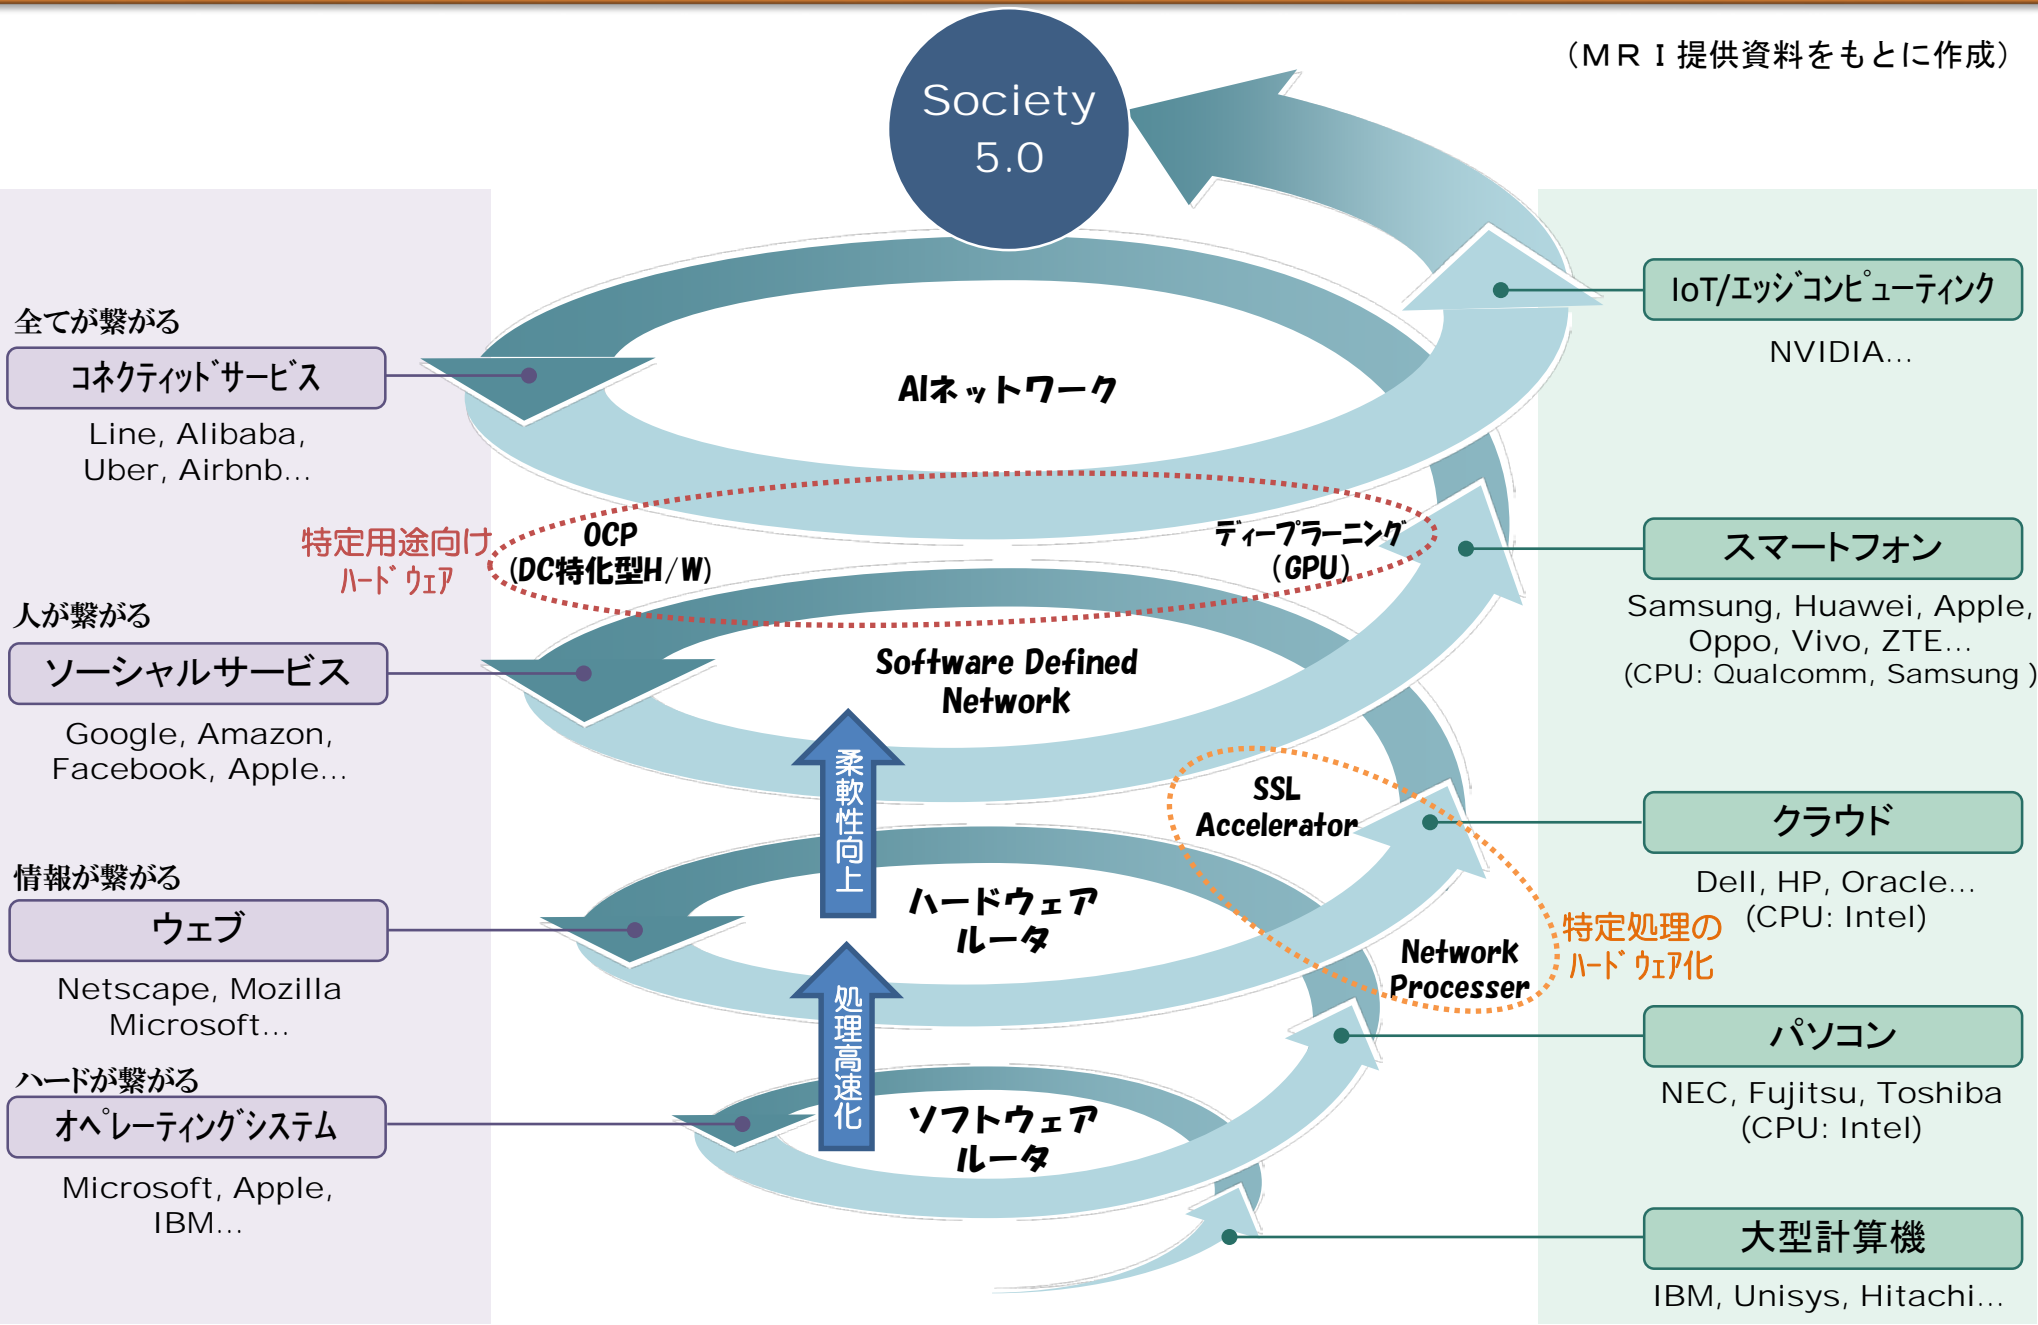 （ＭＲＩ提供資料をもとに作成）
Society
5.0
全てが繋がる
コネクティッドサービス
Line, Alibaba,
Uber, Airbnb…
人が繋がる
ソーシャルサービス
Google, Amazon,
Facebook, Apple…
情報が繋がる
ウェブ
Netscape, Mozilla
Microsoft…
ハードが繋がる
オペレーティングシステム
Microsoft, Apple,
IBM…
AIネットワーク
特定用途向け
ハードウェア
OCP
(DC特化型H/W)
ディープラーニング
(GPU)
Software Defined
Network
柔軟性向上
SSL
Accelerator
ハードウェア
ルータ
Network
Processer
特定処理の
ハードウェア化
処理高速化
ソフトウェア
ルータ
IoT/エッジコンピューティンク
NVIDIA…
スマートフォン
Samsung, Huawei, Apple,
Oppo, Vivo, ZTE…
(CPU: Qualcomm, Samsung )
クラウド
Dell, HP, Oracle…
(CPU: Intel)
パソコン
NEC, Fujitsu, Toshiba
(CPU: Intel)
大型計算機
IBM, Unisys, Hitachi…